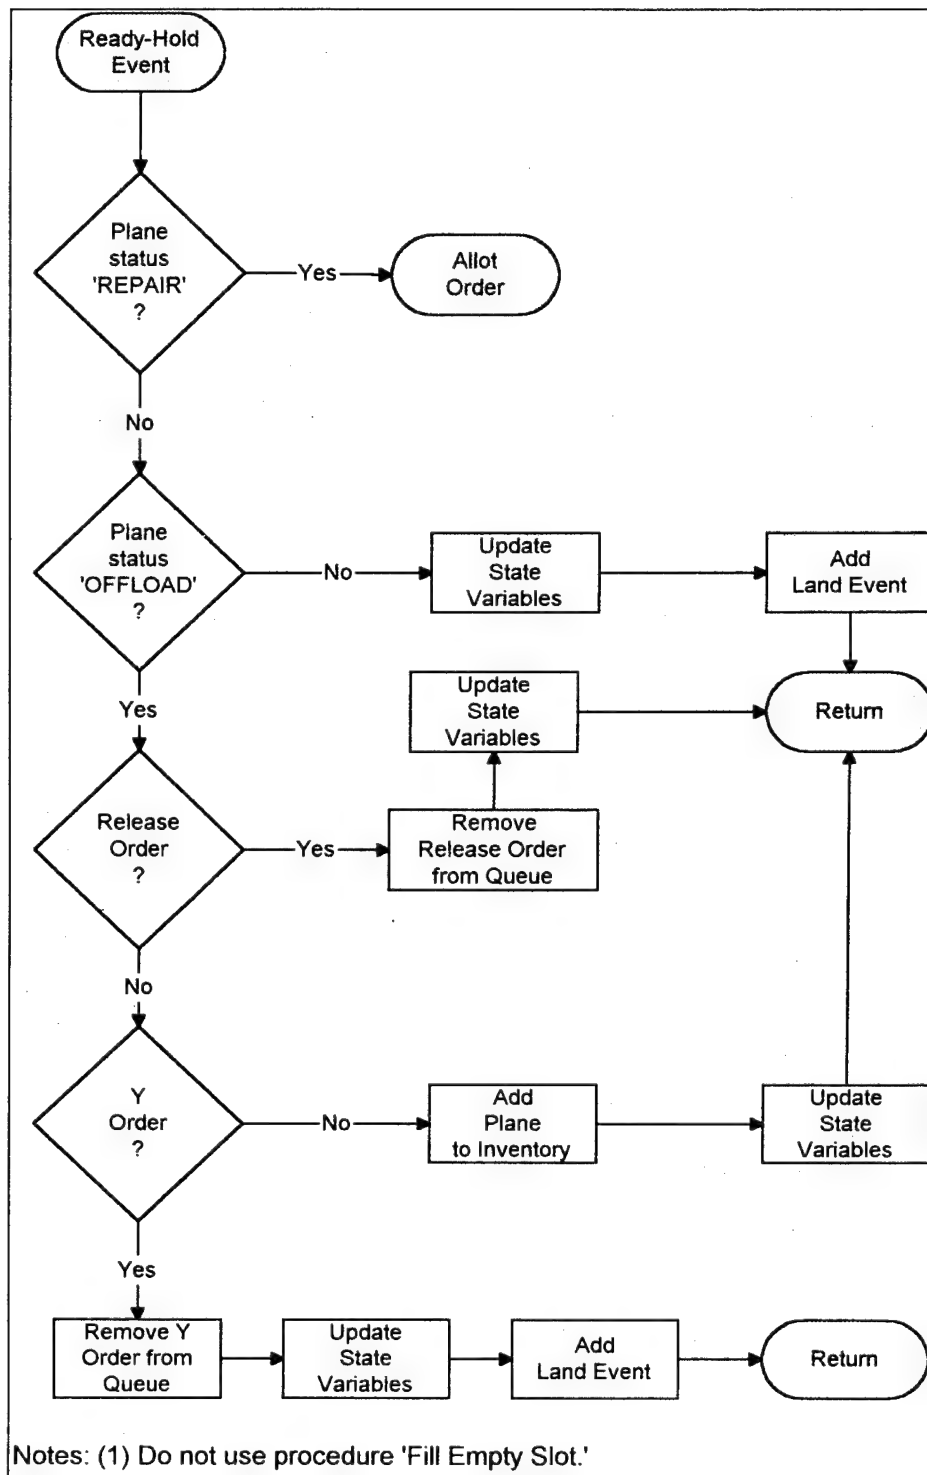 Ready-Hold
Event
Plane
status
'REPAIR'
?
Yes
Allot
Order
No
Plane
status
'OFFLOAD'
?
No
Update
State
Variables
Add
Land Event
Yes
Update
State
Variables
Return
Release
Order
?
Yes
Remove
Release Order
from Queue
No
Y
Order
?
No
Add
Plane
to Inventory
Update
State
Variables
Yes
Remove Y
Order from
Queue
Update
State
Variables
Add
Land Event
Return
Notes: (1) Do not use procedure 'Fill Empty Slot.'